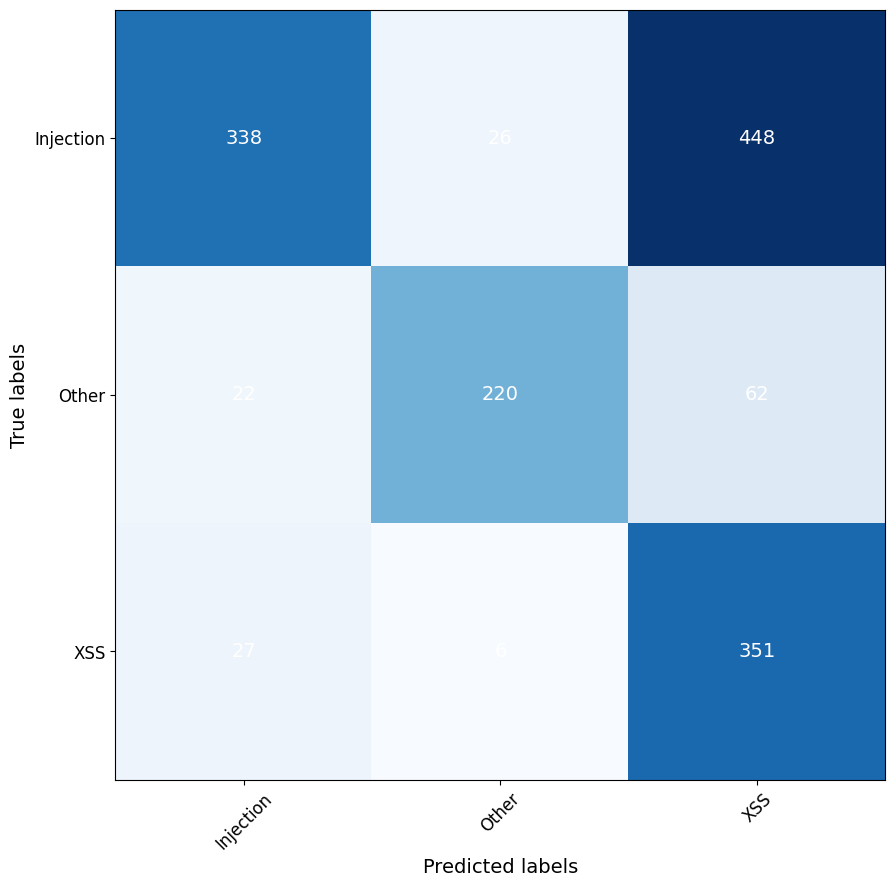 Injection 338 26 448
Other 22 220 62
XSS 27 6 351
True labels
Injection Other XSS
Predicted labels